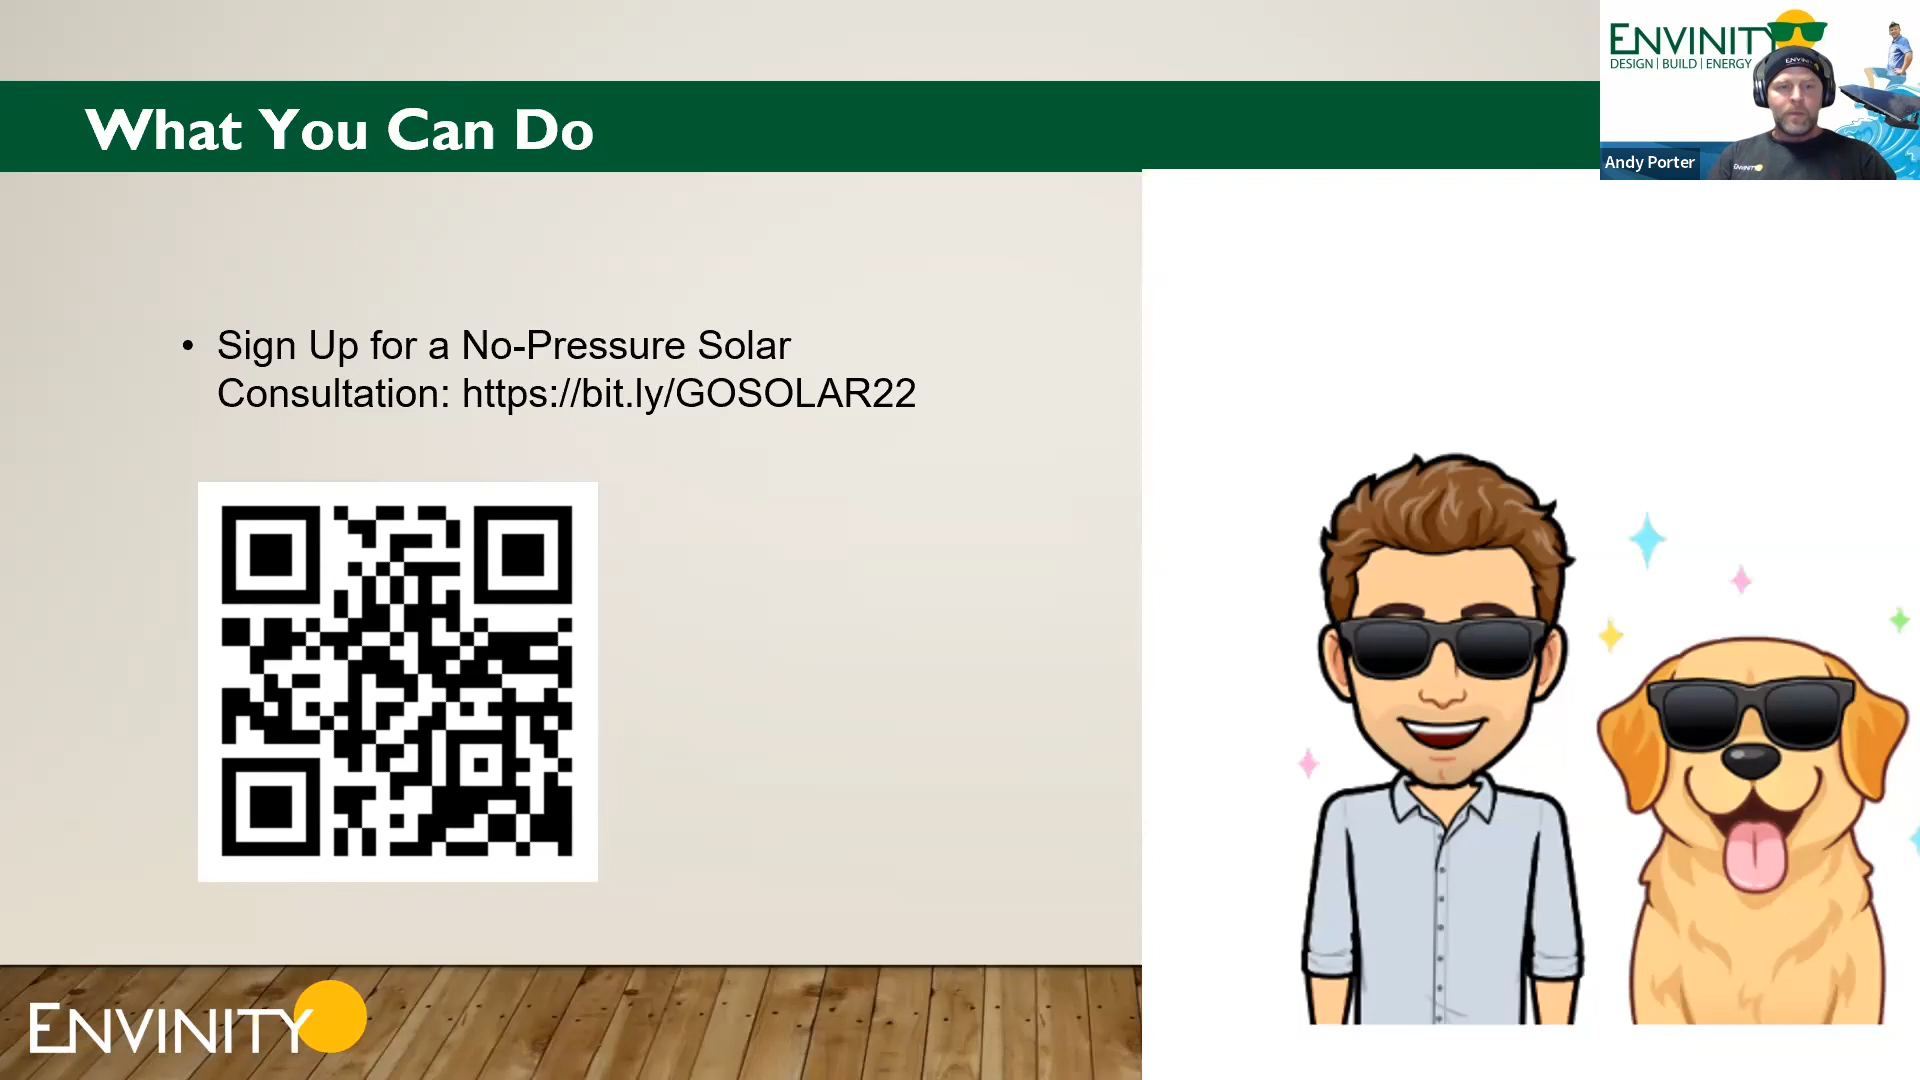 What You Can Do
ENVINITY
DESIGN | BUILD | ENERGY
Andy Porter
• Sign Up for a No-Pressure Solar
Consultation: https://bit.ly/GOSOLAR22
ENVINITY